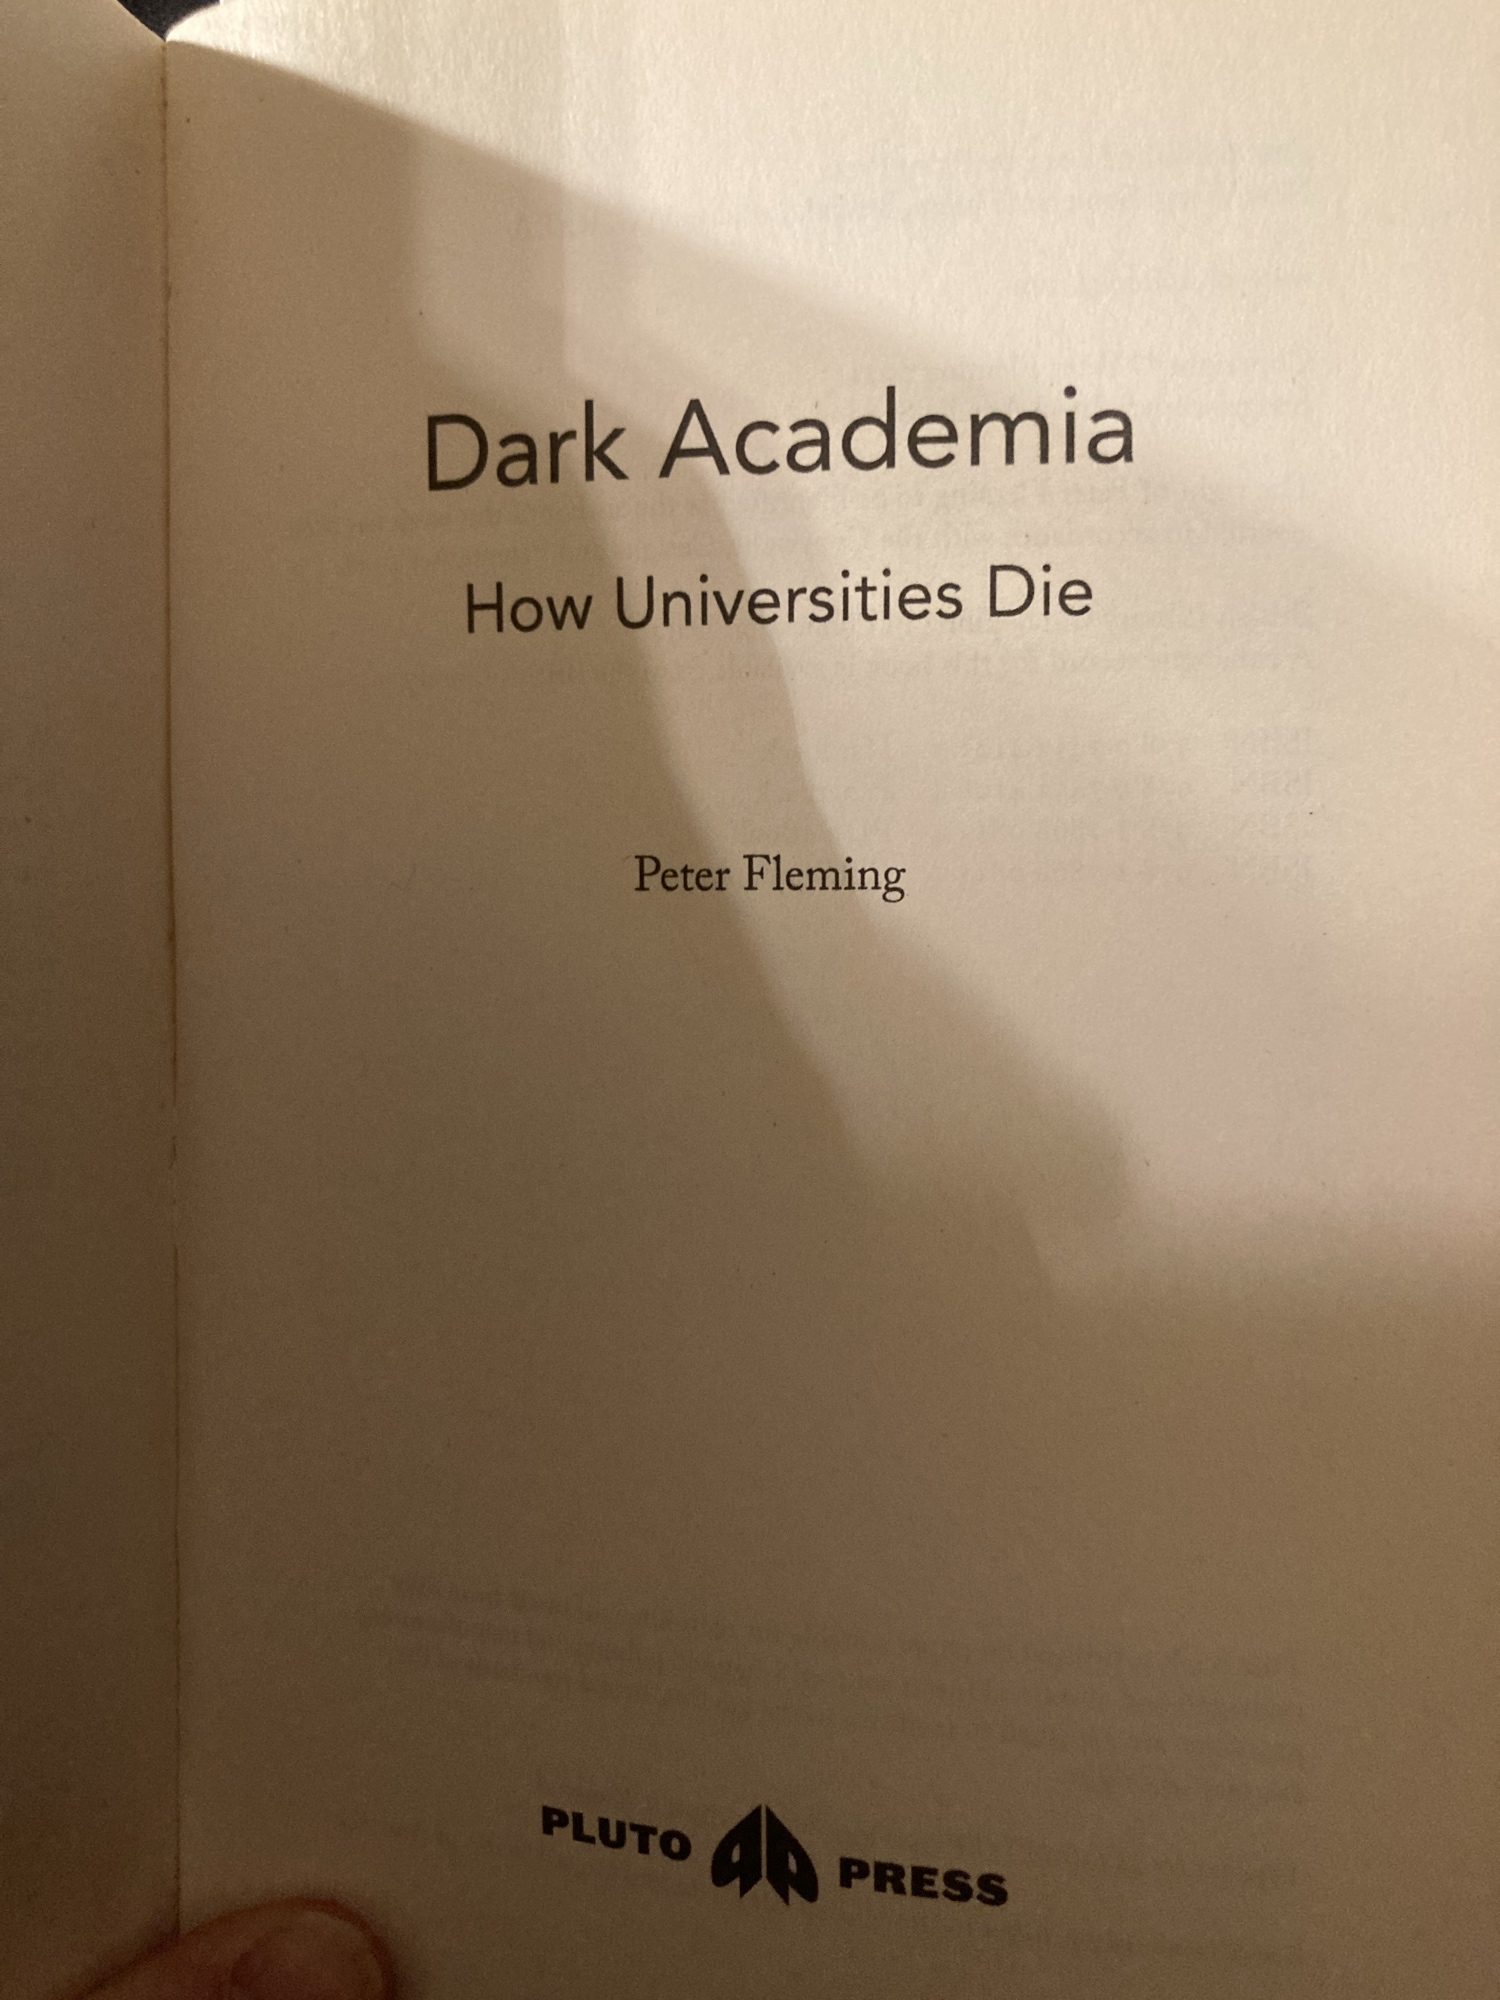 Dark Academia
How Universities Die
Peter Fleming
PLUTO PRESS